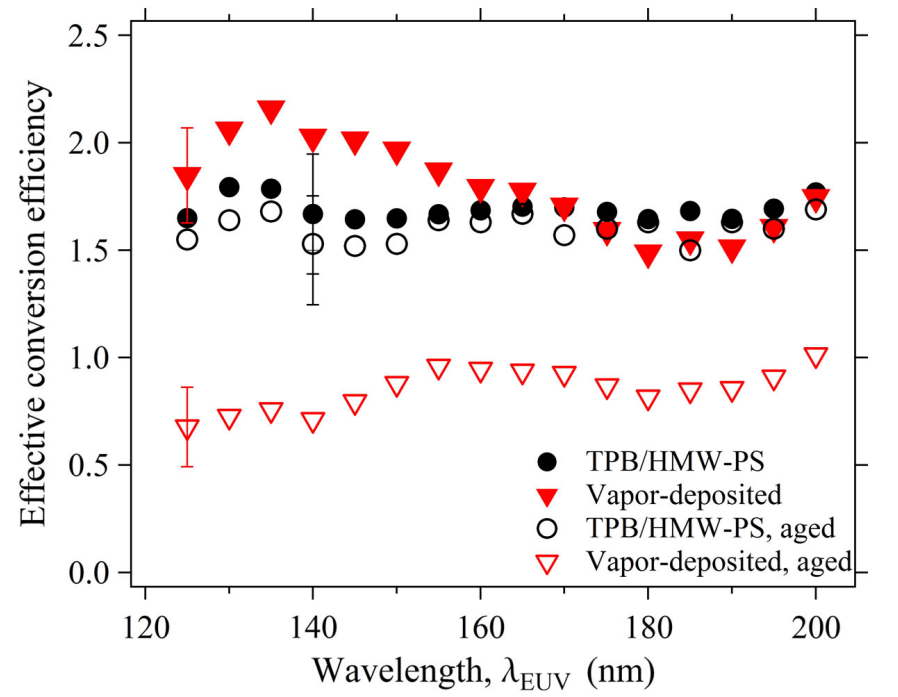 Effective conversion efficiency
2.5
2.0
1.5
1.0
0.5
0.0
TPB/HMW-PS
Vapor-deposited
TPB/HMW-PS, aged
Vapor-deposited, aged
120 140 160 180 200
Wavelength, λEUV (nm)